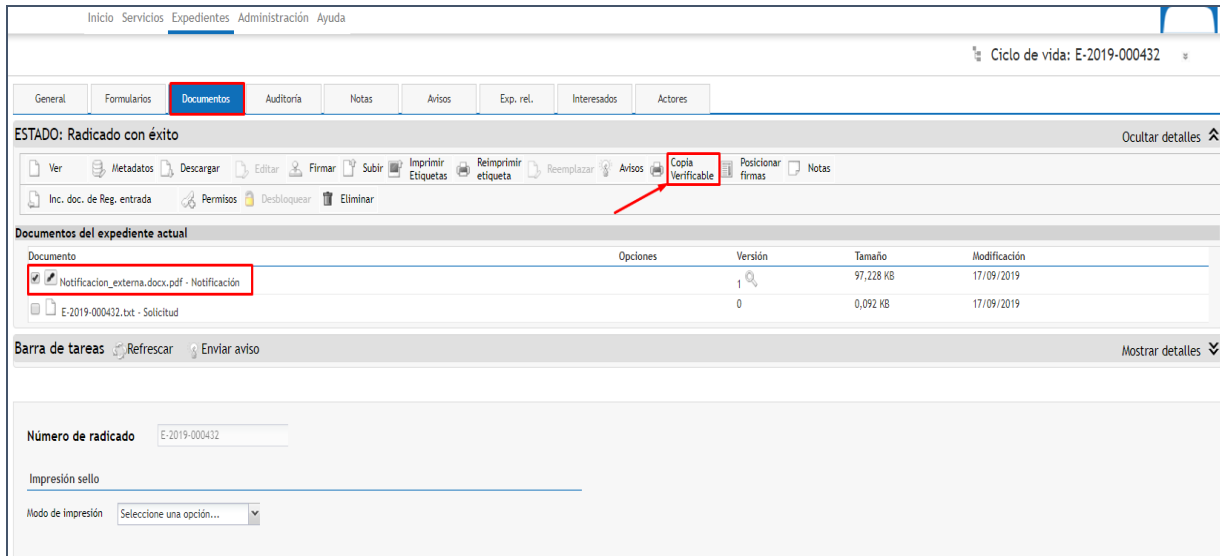 Inicio Servicios Expedientes Administración Ayuda
Ciclo de vida: E-2019-000432
General Formularios Documentos Auditoría Notas Avisos Exp. rel. Interesados Actores
ESTADO: Radicado con éxito Ocultar detalles
Ver Metadatos Descargar Editar Firmar Subir Imprimir Etiquetas Reimprimir etiqueta Reemplazar Avisos Copia Verificable Posicionar firmas Notas
Inc. doc. de Reg. entrada Permisos Desbloquear Eliminar
Documentos del expediente actual
Documento Opciones Versión Tamaño Modificación
Notificacion_externa.docx.pdf - Notificación 1 97,228 KB 17/09/2019
E-2019-000432.txt - Solicitud 0 0,092 KB 17/09/2019
Barra de tareas Refrescar Enviar aviso Mostrar detalles
Número de radicado E-2019-000432
Impresión sello
Modo de impresión Seleccione una opción...